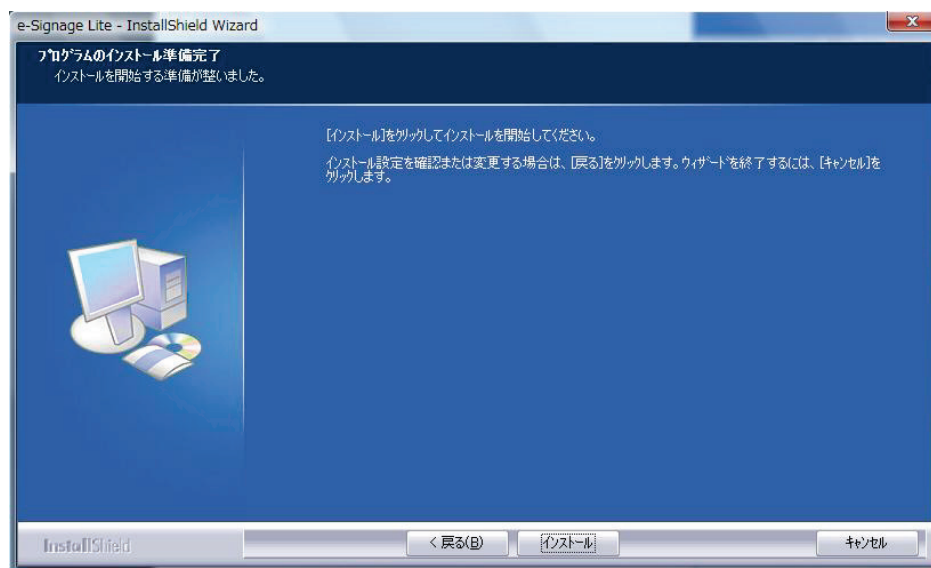 e-Signage Lite - InstallShield Wizard
プログラムのインストール準備完了
インストールを開始する準備が整いました。
[インストール]をクリックしてインストールを開始してください。
インストール設定を確認または変更する場合は、[戻る]をクリックします。ウィザードを終了するには、[キャンセル]を
クリックします。
InstallShield
< 戻る(B)
インストール
キャンセル